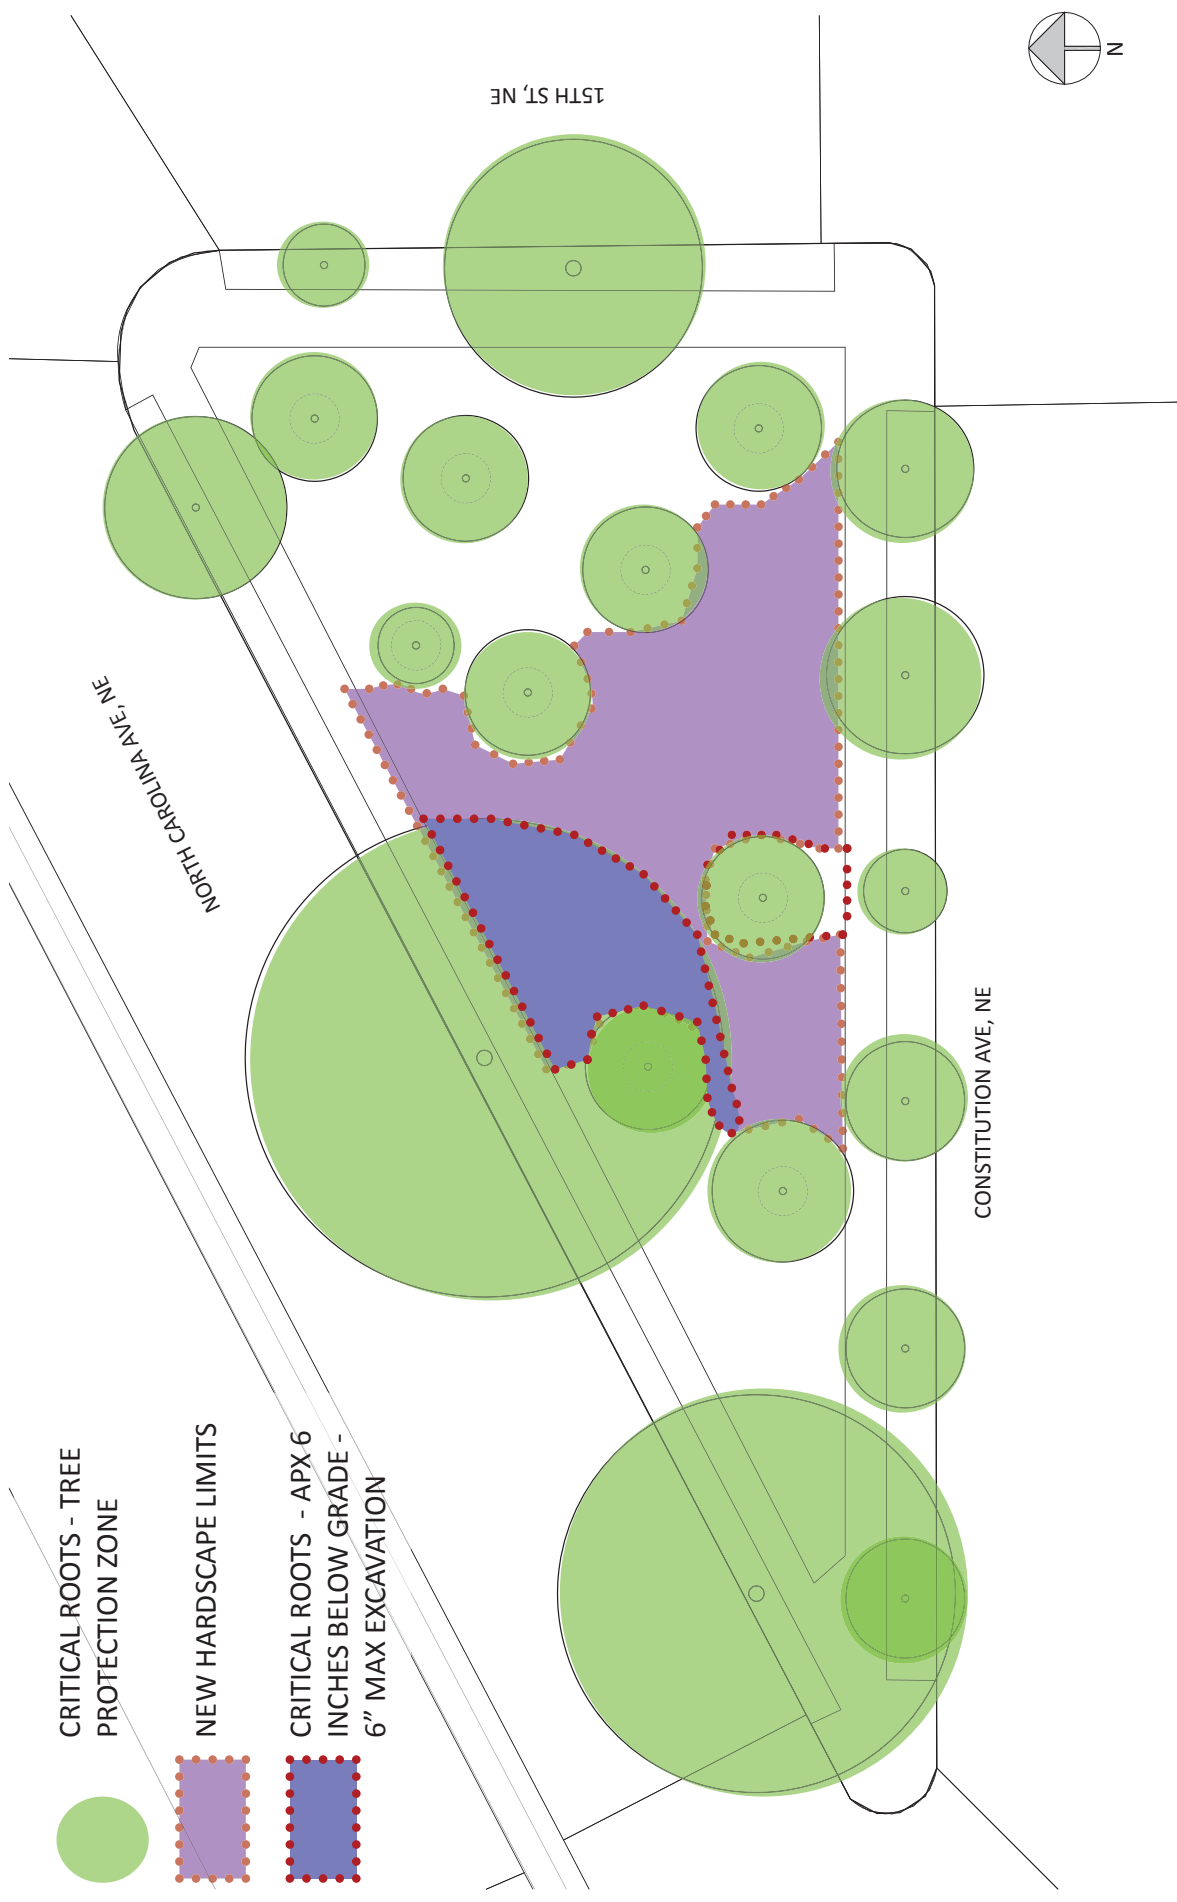 15TH ST, NE
N
NORTH CAROLINA AVE, NE
CONSTITUTION AVE, NE
CRITICAL ROOTS - TREE
PROTECTION ZONE
NEW HARDSCAPE LIMITS
CRITICAL ROOTS - APX 6
INCHES BELOW GRADE -
6” MAX EXCAVATION